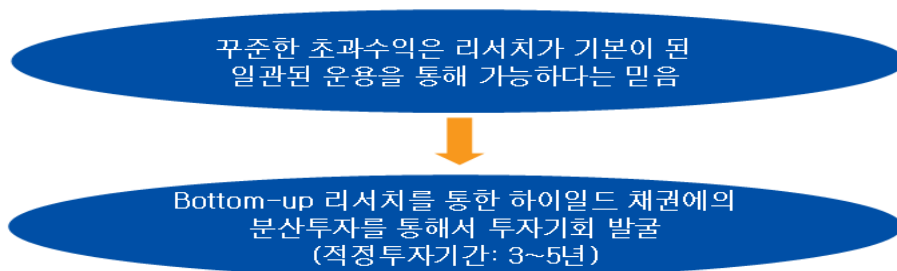 꾸준한 초과수익은 리서치가 기본이 된
일관된 운용을 통해 가능하다는 믿음
Bottom-up 리서치를 통한 하이일드 채권에의
분산투자를 통해서 투자기회 발굴
(적정투자기간: 3~5년)